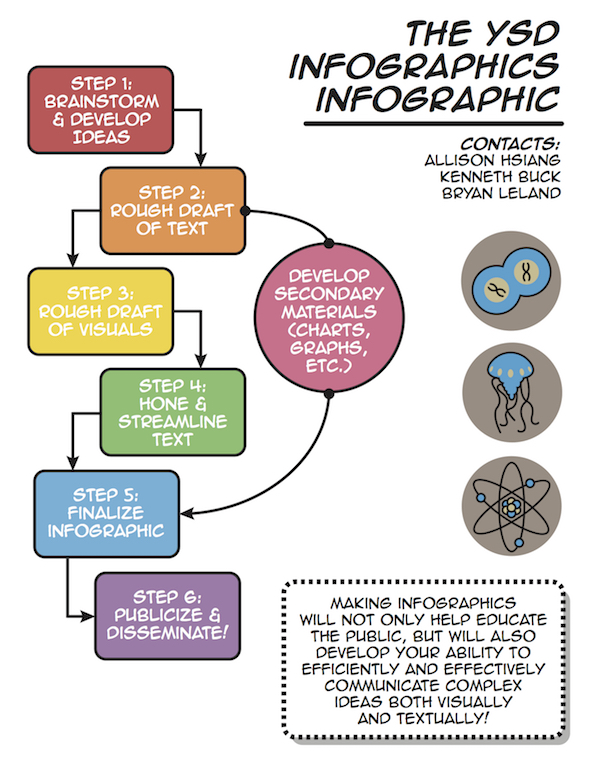 THE YSD
INFOGRAPHICS
INFOGRAPHIC
CONTACTS:
ALLISON HSIANG
KENNETH BUCK
BRYAN LELAND
STEP 1:
BRAINSTORM
& DEVELOP
IDEAS
STEP 2:
ROUGH DRAFT
OF TEXT
STEP 3:
ROUGH DRAFT
OF VISUALS
DEVELOP
SECONDARY
MATERIALS
(CHARTS,
GRAPHS,
ETC.)
STEP 4:
HONE &
STREAMLINE
TEXT
STEP 5:
FINALIZE
INFOGRAPHIC
STEP 6:
PUBLICIZE &
DISSEMINATE!
MAKING INFOGRAPHICS
WILL NOT ONLY HELP EDUCATE
THE PUBLIC, BUT WILL ALSO
DEVELOP YOUR ABILITY TO
EFFICIENTLY AND EFFECTIVELY
COMMUNICATE COMPLEX
IDEAS BOTH VISUALLY
AND TEXTUALLY!